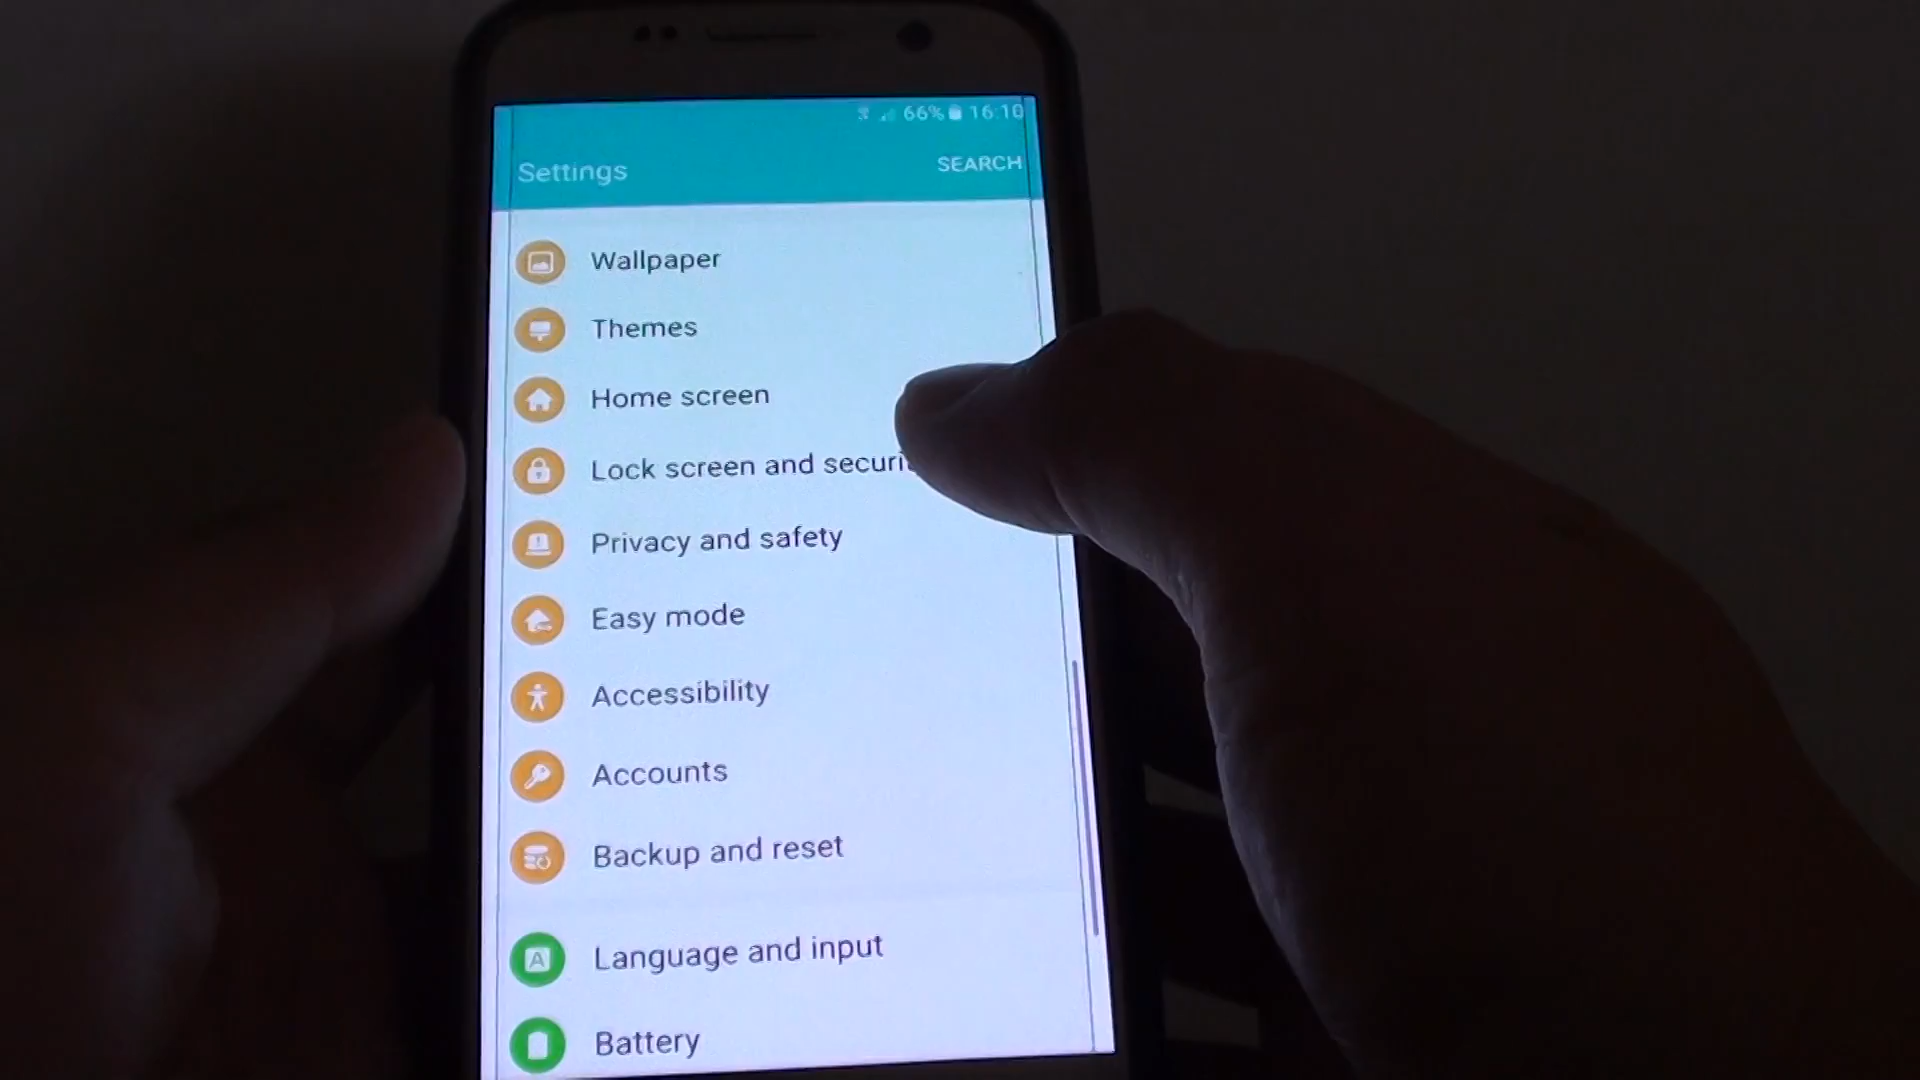 66% 16:10
Settings
SEARCH
Wallpaper
Themes
Home screen
Lock screen and securi
Privacy and safety
Easy mode
Accessibility
Accounts
Backup and reset
A
Language and input
Battery